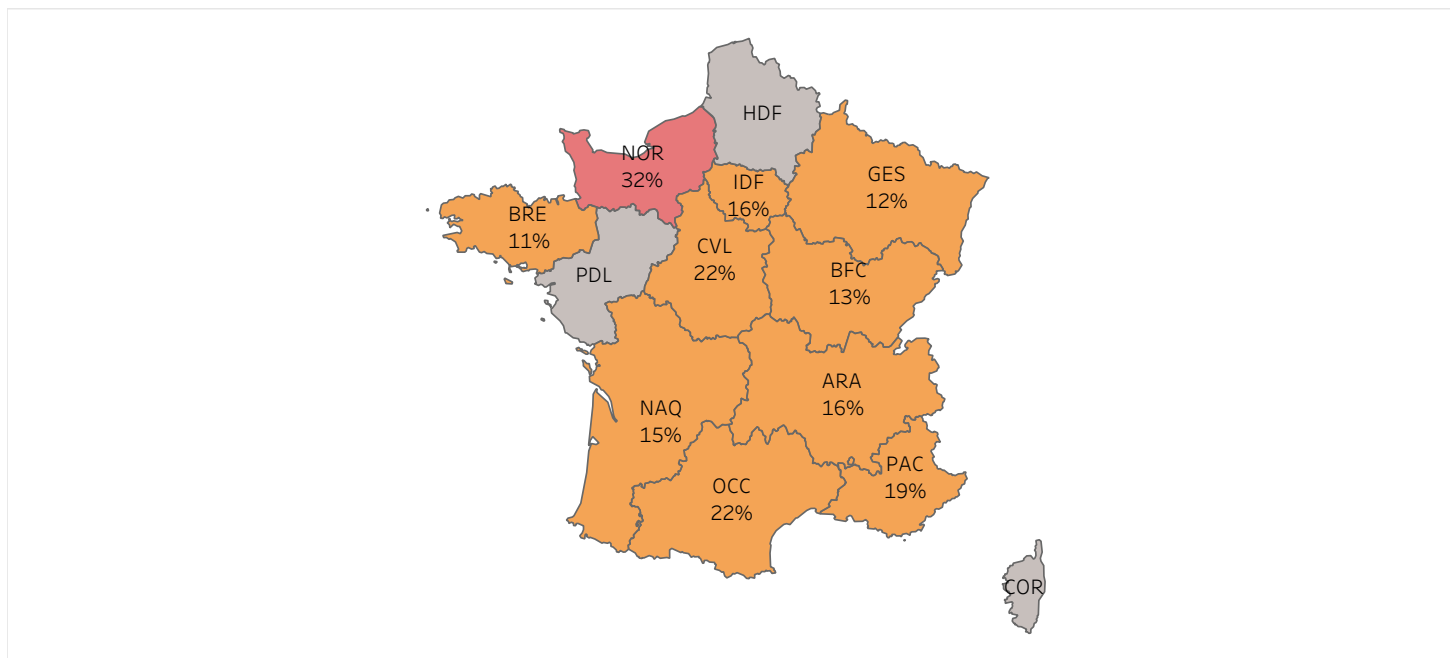 HDF
NOR
32%
IDF
16%
GES
12%
BRE
11%
CVL
22%
PDL
BFC
13%
ARA
16%
NAQ
15%
PAC
19%
OCC
22%
COR